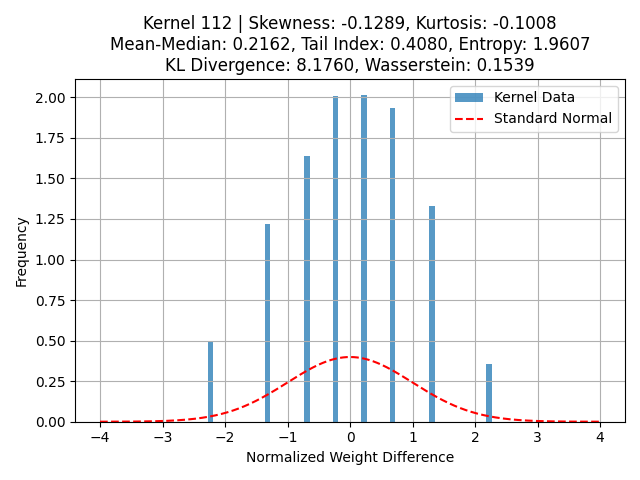 Kernel 112 | Skewness: -0.1289, Kurtosis: -0.1008
Mean-Median: 0.2162, Tail Index: 0.4080, Entropy: 1.9607
KL Divergence: 8.1760, Wasserstein: 0.1539
Kernel Data
Standard Normal
2.00
1.75
1.50
1.25
1.00
0.75
0.50
0.25
0.00
Frequency
−4 −3 −2 −1 0 1 2 3 4
Normalized Weight Difference